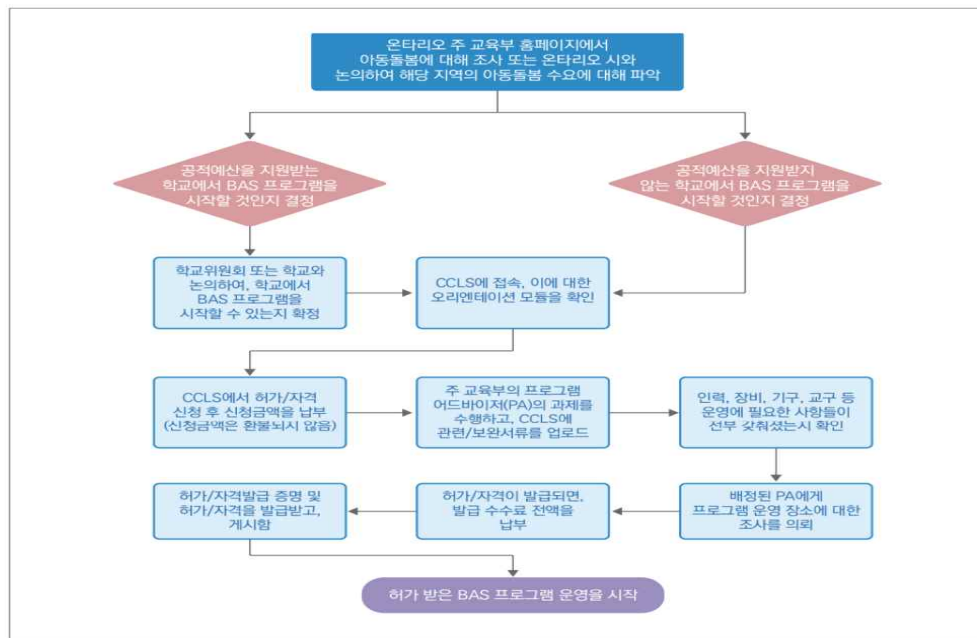 온타리오 주 교육부 홈페이지에서
아동돌봄에 대해 조사 또는 온타리오 시와
논의하여 해당 지역의 아동돌봄 수요에 대해 파악
공적예산을 지원받는
학교에서 BAS 프로그램을
시작할 것인지 결정
공적예산을 지원받지
않는 학교에서 BAS 프로그램을
시작할 것인지 결정
학교위원회 또는 학교와
논의하여, 학교에서
BAS 프로그램을
시작할 수 있는지 확정
CCLS에 접속, 이에 대한
오리엔테이션 모듈을 확인
CCLS에서 허가/자격
신청 후 신청금액을 납부
(신청금액은 환불되지 않음)
주 교육부의 프로그램
어드바이저(PA)의 과제를
수행하고, CCLS에
관련/보완서류를 업로드
인력, 장비, 기구, 교구 등
운영에 필요한 사항들이
전부 갖춰졌는지 확인
허가/자격발급 증명 및
허가/자격을 발급받고,
게시함
허가/자격이 발급되면,
발급 수수료 전액을
납부
배정된 PA에게
프로그램 운영 장소에 대한
조사를 의뢰
허가 받은 BAS 프로그램 운영을 시작